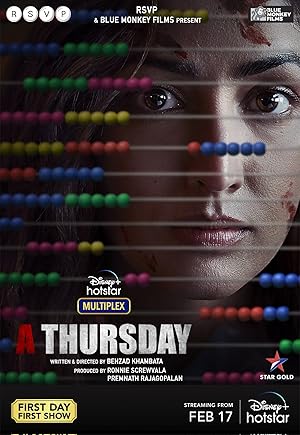 RSVP
RSVP
& BLUE MONKEY FILMS PRESENT
BLUE
MONKEY
FILMS
Disney+
hotstar
MULTIPLEX
A THURSDAY
WRITTEN & DIRECTED BY BEHZAD KHAMBATA
PRODUCED BY RONNIE SCREWVALA
PREMNATH RAJAGOPALAN
STAR GOLD
FIRST DAY
FIRST SHOW
STREAMING FROM
FEB 17
Disney+
hotstar